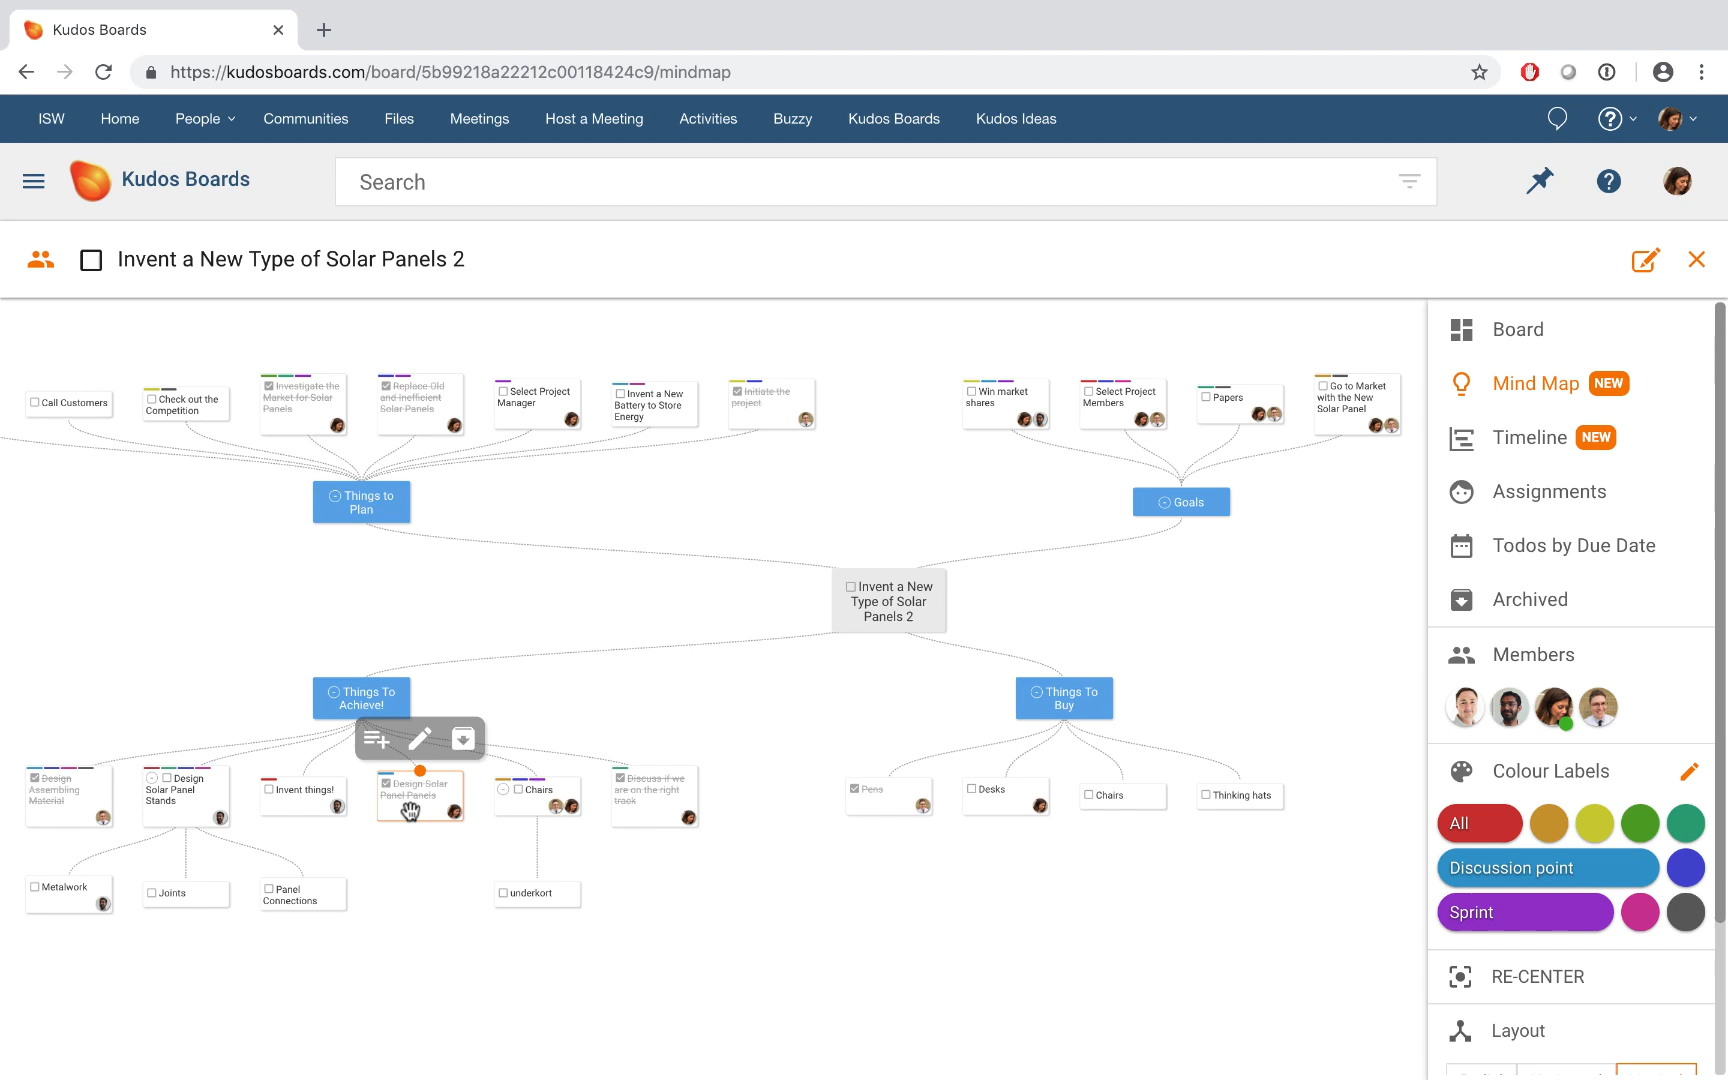 Kudos Boards
https://kudosboards.com/board/5b99218a22212c00118424c9/mindmap
ISW Home People Communities Files Meetings Host a Meeting Activities Buzzy Kudos Boards Kudos Ideas
Kudos Boards
Search
Invent a New Type of Solar Panels 2
Call Customers
Check out the
Competition
Investigate the
Market for Solar
Panels
Replace Old
and Inefficient
Solar Panels
Select Project
Manager
Invent a New
Battery to Store
Energy
Initiate the
project
Win market
shares
Select Project
Members
Papers
Go to Market
with the New
Solar Panel
Things to
Plan
Goals
Invent a New
Type of Solar
Panels 2
Things To
Achieve!
Things To
Buy
Design
Assembling
Material
Design
Solar Panel
Stands
Invent things!
Design Solar
Panel Panels
Chairs
Discuss if we
are on the right
track
Pens
Desks
Chairs
Thinking hats
Metalwork
Joints
Panel
Connections
underkort
Board
Mind Map NEW
Timeline NEW
Assignments
Todos by Due Date
Archived
Members
Colour Labels
All
Discussion point
Sprint
RE-CENTER
Layout